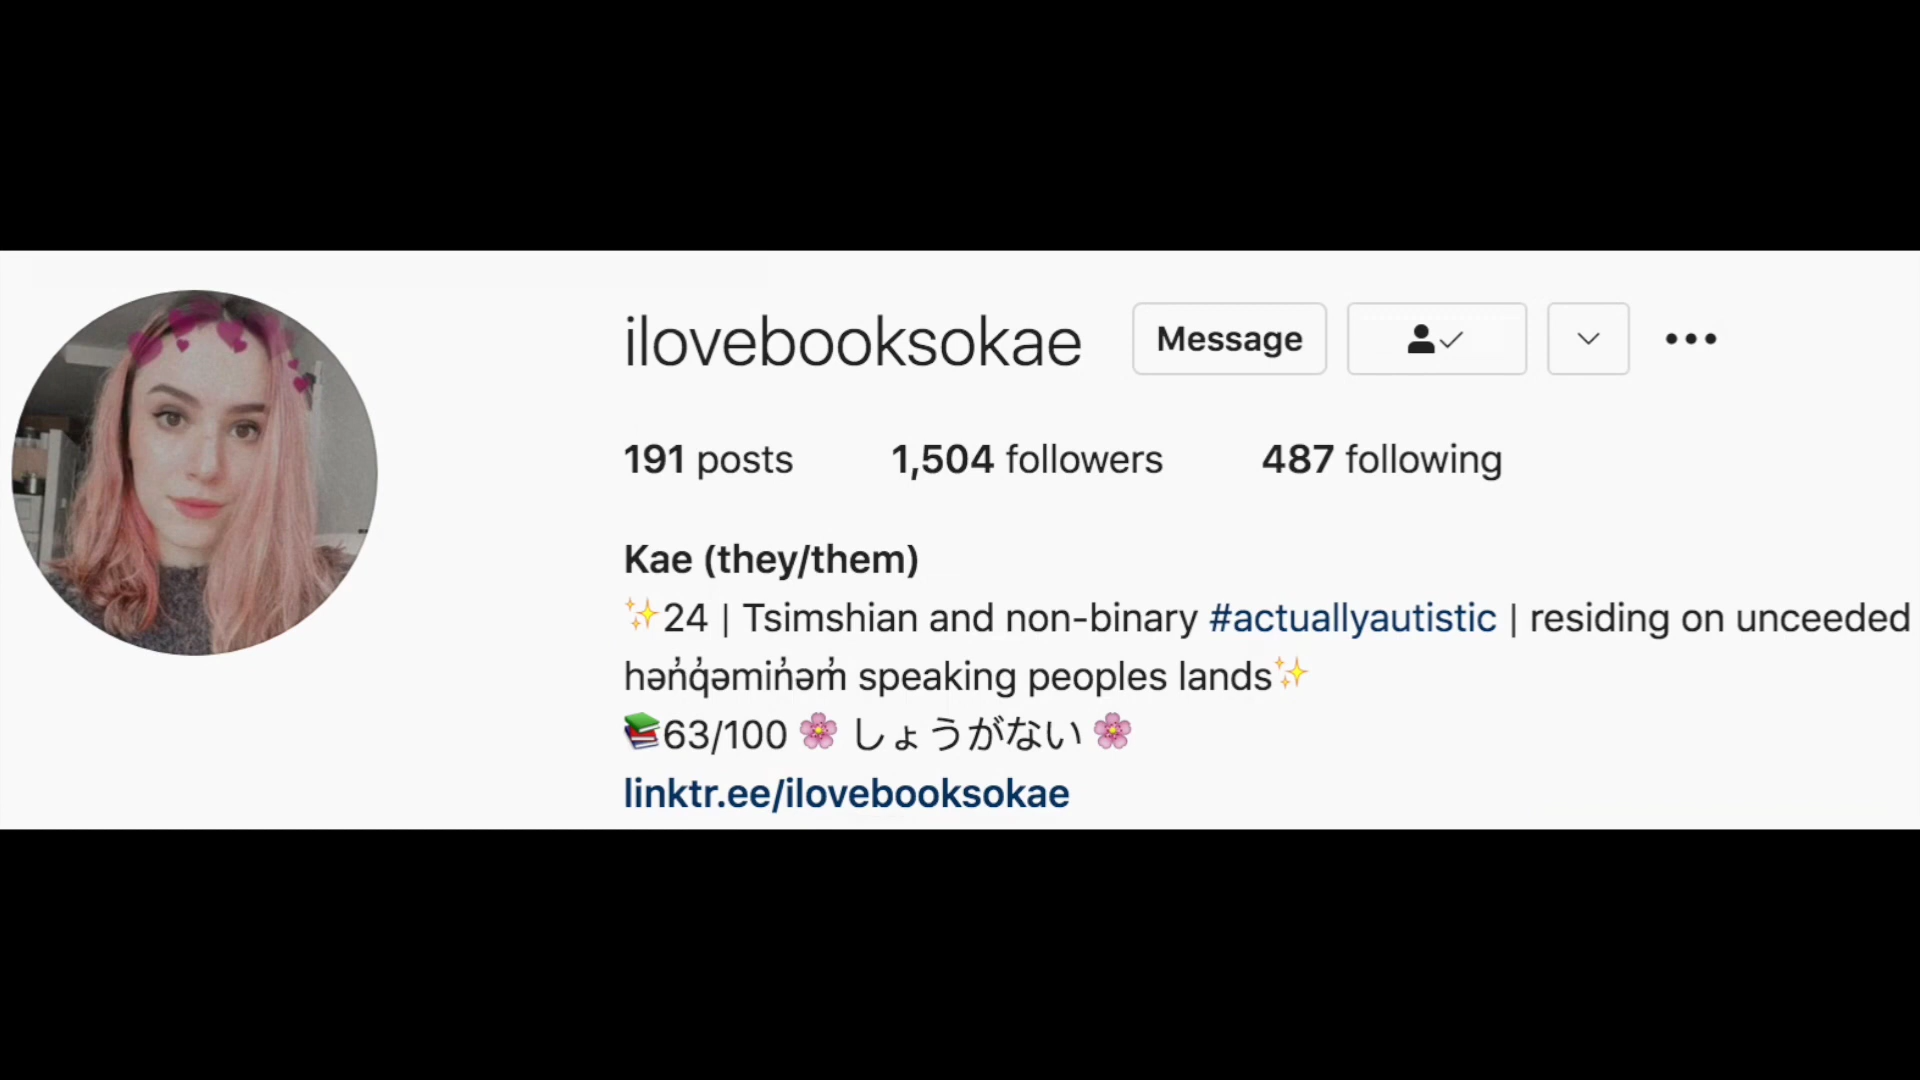 ilovebooksokae Message
191 posts 1,504 followers 487 following
Kae (they/them)
✨24 | Tsimshian and non-binary #actuallyautistic | residing on unceeded
hən̓q̓əmin̓əm̓ speaking peoples lands✨
📚63/100 🌸 しょうがない 🌸
linktr.ee/ilovebooksokae